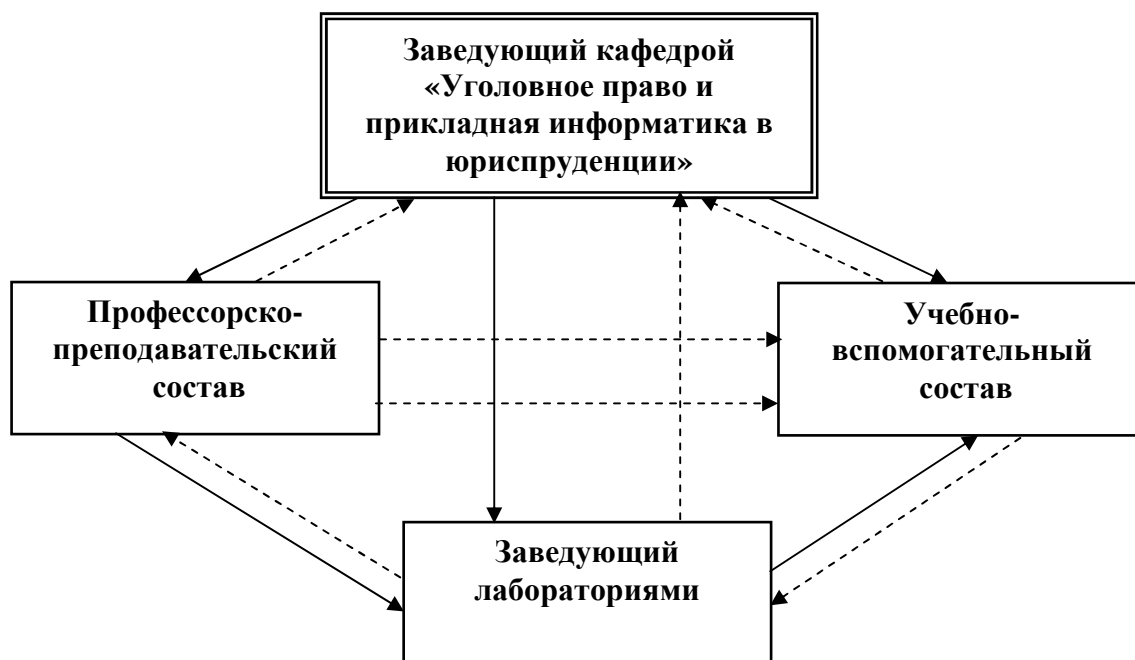 Заведующий кафедрой
«Уголовное право и
прикладная информатика в
юриспруденции»
Профессорско-
преподавательский
состав
Учебно-
вспомогательный
состав
Заведующий
лабораториями